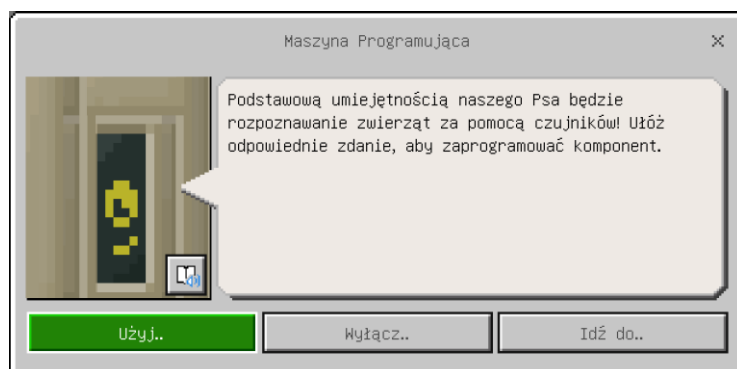 Maszyna Programująca
Podstawową umiejętnością naszego Psa będzie
rozpoznawanie zwierząt za pomocą czujników! Ułóż
odpowiednie zdanie, aby zaprogramować komponent.
Użyj..
Wyłącz..
Idź do..